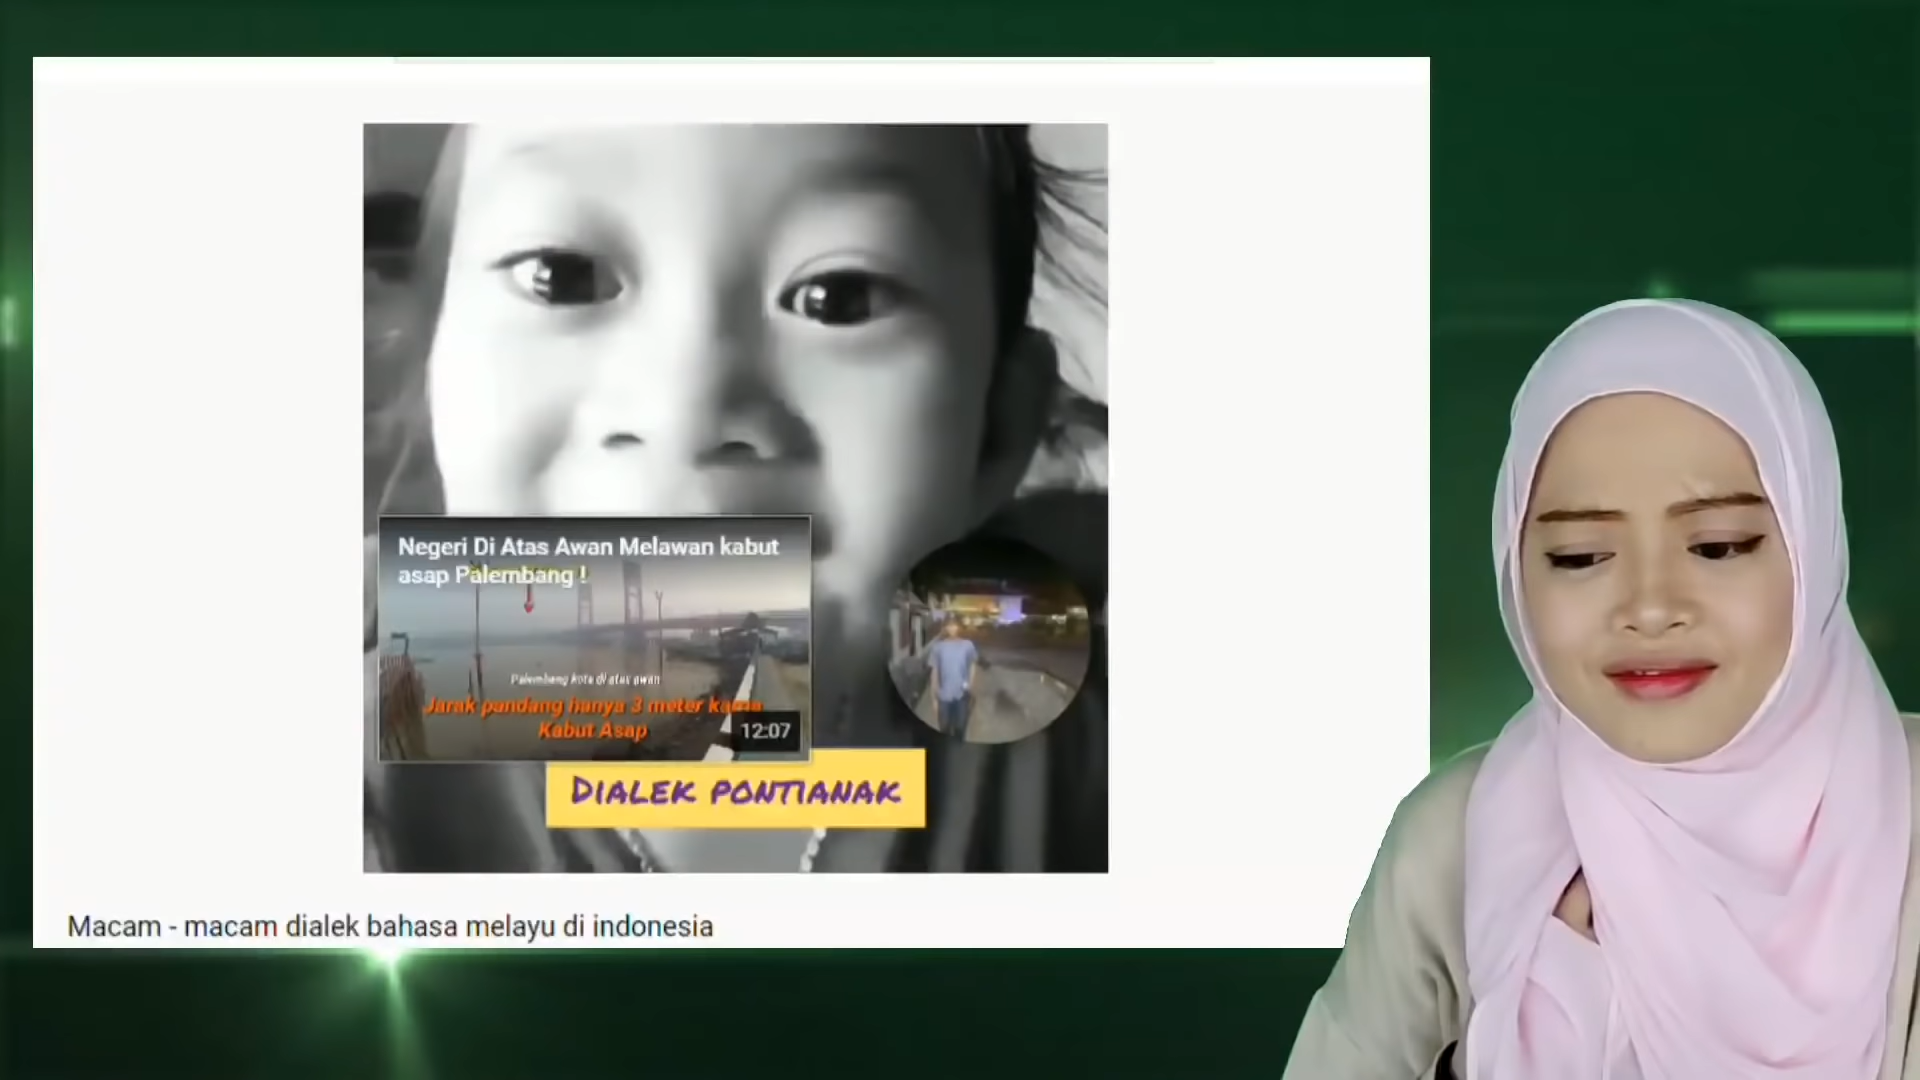 Negeri Di Atas Awan Melawan kabut
asap Palembang !
Palembang kota di atas awan
Jarak pandang hanya 3 meter karna
Kabut Asap
12:07
DIALEK PONTIANAK
Macam - macam dialek bahasa melayu di indonesia